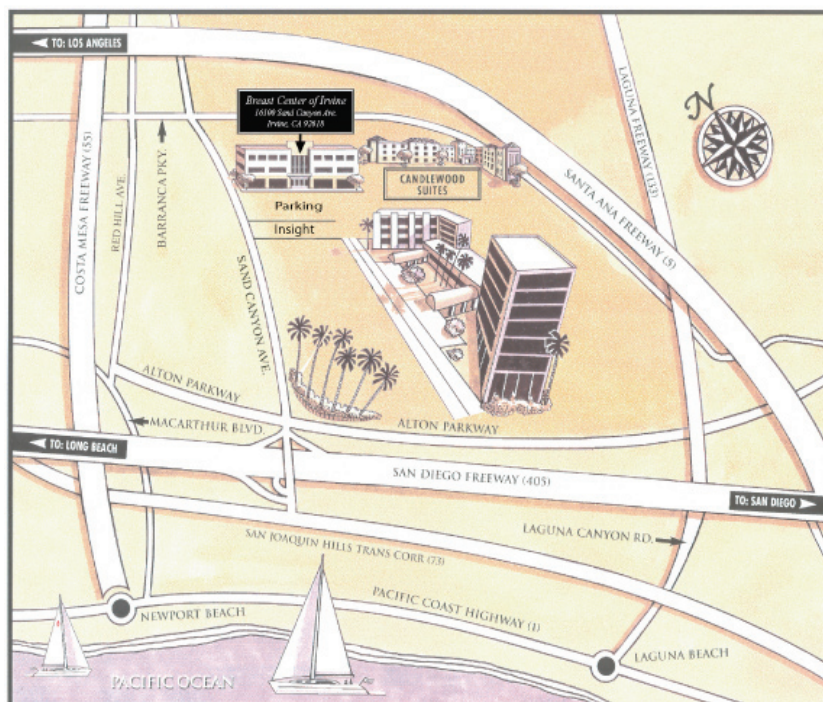 TO: LOS ANGELES
Breast Center of Irvine
16100 Sand Canyon Ave.
Irvine, CA 92618
CANDLEWOOD
SUITES
Parking
Insight
COSTA MESA FREEWAY (55)
RED HILL AVE.
BARRANCA PKY.
SAND CANYON AVE.
LAGUNA FREEWAY (133)
SANTA ANA FREEWAY (5)
N
ALTON PARKWAY
MACARTHUR BLVD.
ALTON PARKWAY
TO: LONG BEACH
SAN DIEGO FREEWAY (405)
TO: SAN DIEGO
LAGUNA CANYON RD.
SAN JOAQUIN HILLS TRANS CORR (73)
PACIFIC COAST HIGHWAY (1)
NEWPORT BEACH
LAGUNA BEACH
PACIFIC OCEAN